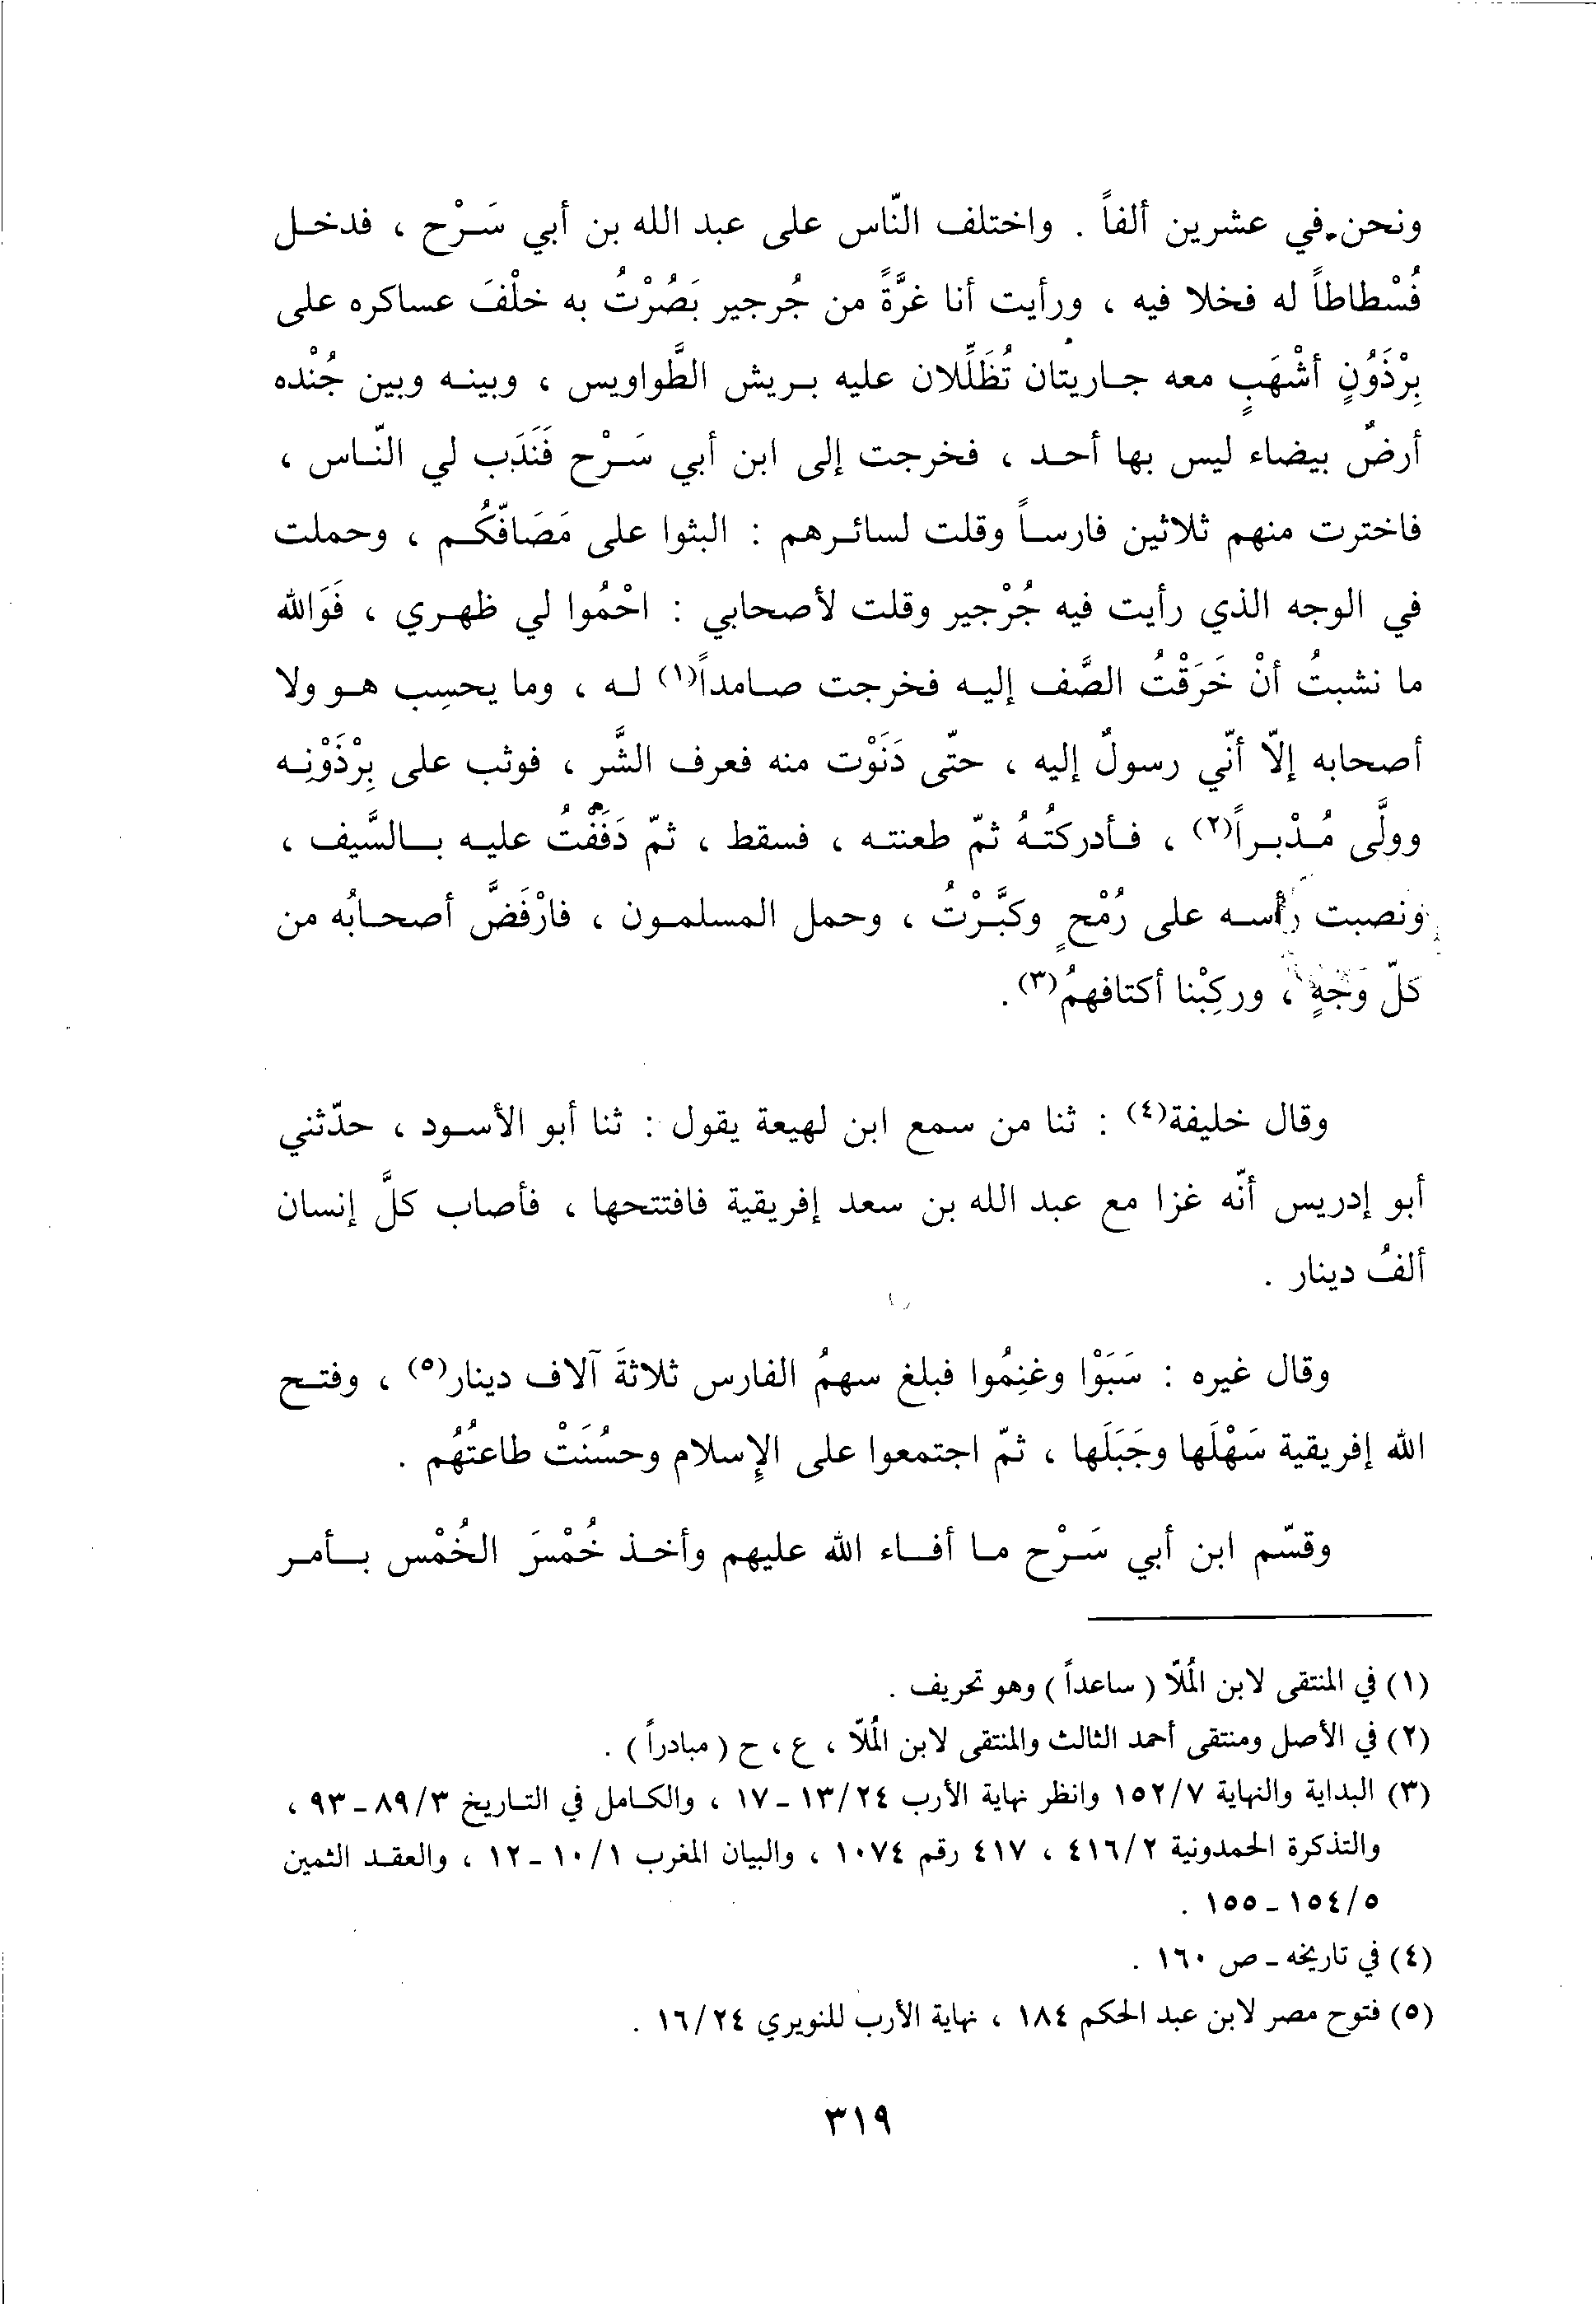 ونحن في عشرين ألفاً . واختلف النّاس على عبد الله بن أبي سَرْح ، فدخل
فُسْطاطاً له فخلا فيه ، ورأيت أنا غرَّةً من جُرجير بَصُرْتُ به خلْفَ عساكره على
بِرْذَوُنٍ أشْهَبٍ معه جاريتان تُظَلِّلان عليه بريش الطَّواويس ، وبينه وبين جُنْده
أرضٌ بيضاء ليس بها أحد ، فخرجت إلى ابن أبي سَرْح فَنَدَب لي النّاس ،
فاخترت منهم ثلاثين فارساً وقلت لسائرهم : البثوا على مَصَافّكُم ، وحملت
في الوجه الذي رأيت فيه جُرْجير وقلت لأصحابي : احْمُوا لي ظهري ، فَوَالله
ما نشبتُ أنْ خَرَقْتُ الصَّف إليه فخرجت صامداً(١) له ، وما يحسِب هو ولا
أصحابه إلاّ أنّي رسولٌ إليه ، حتّى دَنَوْت منه فعرف الشَّر ، فوثب على بِرْذَوْنِه
وولَّى مُدْبراً(٢) ، فأدركتُهُ ثمّ طعنته ، فسقط ، ثمّ دَفَفْتُ عليه بالسَّيف ،
ونصبت رأسه على رُمْحٍ وكبَّرْتُ ، وحمل المسلمون ، فارْفَضَّ أصحابُه من
كلّ وَجْهٍ ، وركِبْنا أكتافهمُ(٣) .
وقال خليفة(٤) : ثنا من سمع ابن لهيعة يقول : ثنا أبو الأسود ، حدّثني
أبو إدريس أنّه غزا مع عبد الله بن سعد إفريقية فافتتحها ، فأصاب كلَّ إنسان
ألفُ دينار .
وقال غيره : سَبَوْا وغنِمُوا فبلغ سهمُ الفارس ثلاثةَ آلاف دينار(٥) ، وفتح
الله إفريقية سَهْلَها وجَبَلَها ، ثمّ اجتمعوا على الإسلام وحسُنَتْ طاعتُهُم .
وقسّم ابن أبي سَرْح ما أفاء الله عليهم وأخذ خُمْسَ الخُمْس بأمر
(١) في المنتقى لابن المُلّا ( ساعداً ) وهو تحريف .
(٢) في الأصل ومنتقى أحمد الثالث والمنتقى لابن المُلّا ، ع ، ح ( مبادراً ) .
(٣) البداية والنهاية ١٥٢/٧ وانظر نهاية الأرب ١٣/٢٤ - ١٧ ، والكامل في التاريخ ٨٩/٣ - ٩٣ ،
والتذكرة الحمدونية ٤١٦/٢ ، ٤١٧ رقم ١٠٧٤ ، والبيان المغرب ١٠/١ - ١٢ ، والعقد الثمين
١٥٤/٥ - ١٥٥ .
(٤) في تاريخه - ص ١٦٠ .
(٥) فتوح مصر لابن عبد الحكم ١٨٤ ، نهاية الأرب للنويري ١٦/٢٤ .
٣١٩